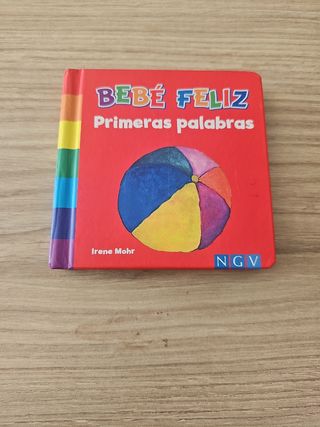 BEBÉ FELIZ
Primeras palabras
Irene Mohr
NGV